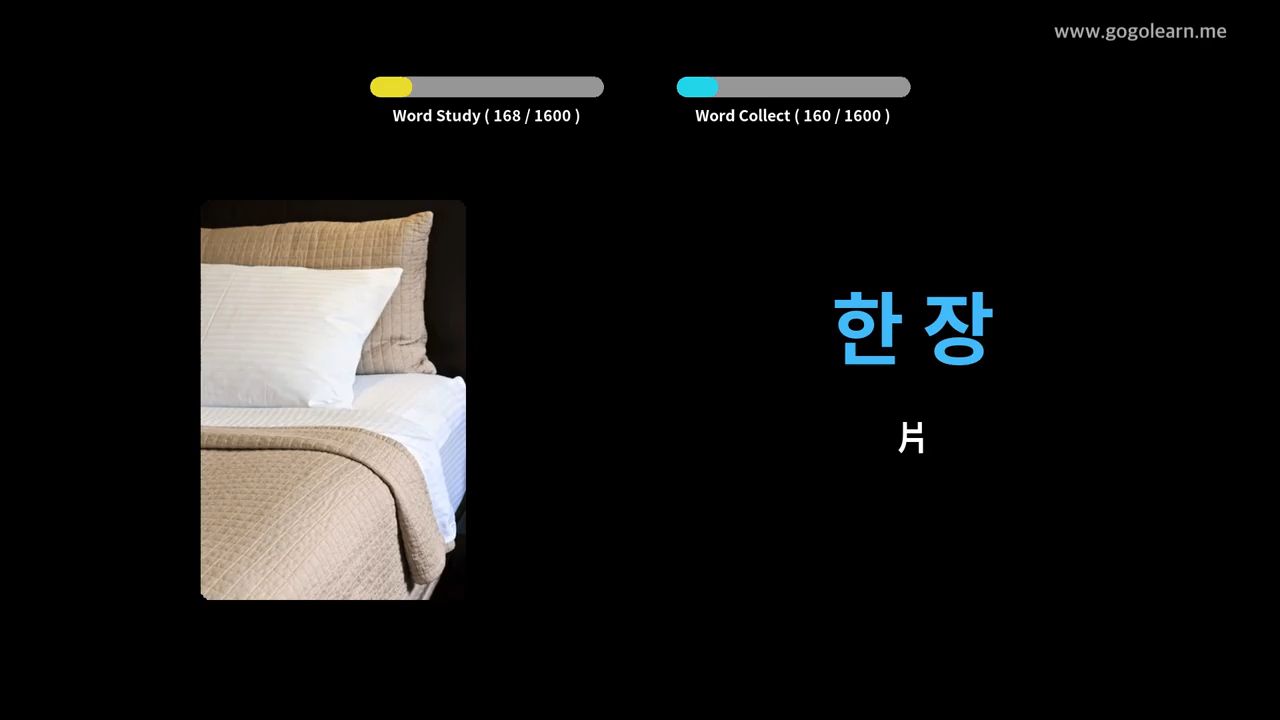 www.gogolearn.me
Word Study ( 168 / 1600 )
Word Collect ( 160 / 1600 )
한 장
片